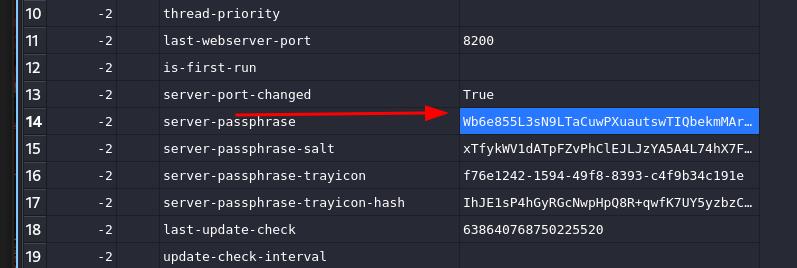 10 -2 thread-priority
11 -2 last-webserver-port 8200
12 -2 is-first-run
13 -2 server-port-changed True
14 -2 server-passphrase Wb6e855L3sN9LTaCuwPXuautswTIQbekmMAr…
15 -2 server-passphrase-salt xTfykWV1dATpFZvPhClEJLJzYA5A4L74hX7F…
16 -2 server-passphrase-trayicon f76e1242-1594-49f8-8393-c4f9b34c191e
17 -2 server-passphrase-trayicon-hash IhJE1sP4hGyRGcNwpHpQ8R+qwfK7UY5yzbzC…
18 -2 last-update-check 638640768750225520
19 -2 update-check-interval